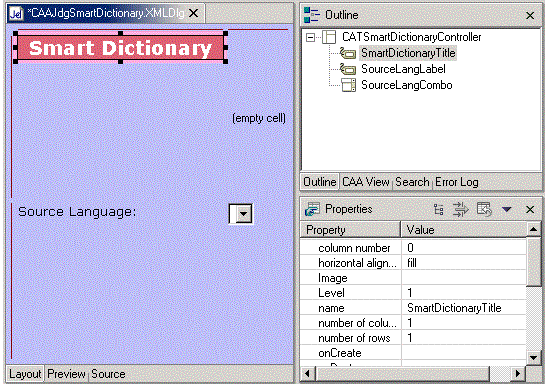 *CAAJdgSmartDictionary.XMLDlg
Smart Dictionary
(empty cell)
Source Language:
Layout Preview Source
Outline
CATSmartDictionaryController
SmartDictionaryTitle
SourceLangLabel
SourceLangCombo
Outline CAA View Search Error Log
Properties
Property Value
column number 0
horizontal align... fill
Image
Level 1
name SmartDictionaryTitle
number of colu... 1
number of rows 1
onCreate